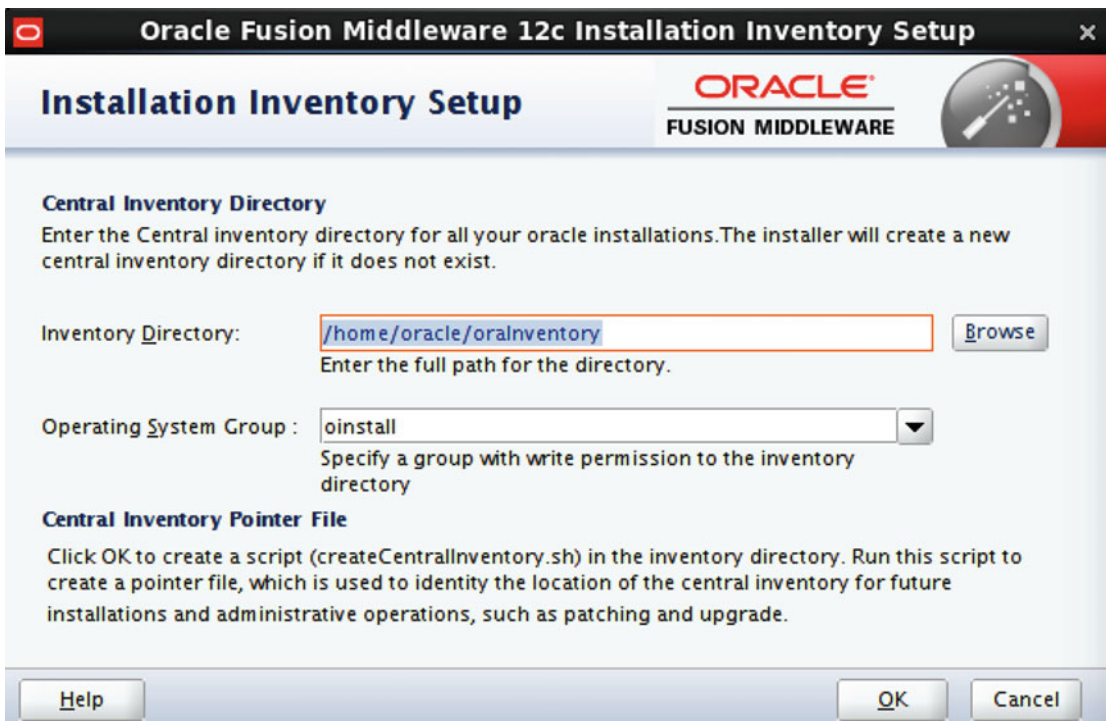 Oracle Fusion Middleware 12c Installation Inventory Setup
Installation Inventory Setup
ORACLE
FUSION MIDDLEWARE
Central Inventory Directory
Enter the Central inventory directory for all your oracle installations.The installer will create a new
central inventory directory if it does not exist.
Inventory Directory: /home/oracle/oraInventory Browse
Enter the full path for the directory.
Operating System Group : oinstall
Specify a group with write permission to the inventory
directory
Central Inventory Pointer File
Click OK to create a script (createCentralInventory.sh) in the inventory directory. Run this script to
create a pointer file, which is used to identity the location of the central inventory for future
installations and administrative operations, such as patching and upgrade.
Help OK Cancel